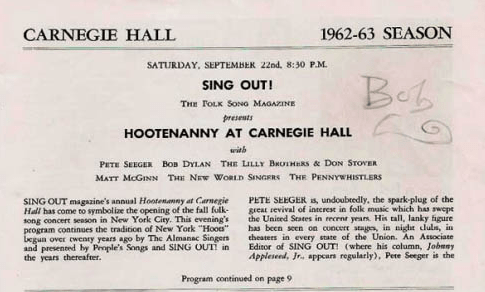 CARNEGIE HALL 1962-63 SEASON
SATURDAY, SEPTEMBER 22nd, 8:30 P.M.
SING OUT!
THE FOLK SONG MAGAZINE
presents
HOOTENANNY AT CARNEGIE HALL
with
PETE SEEGER BOB DYLAN THE LILLY BROTHERS & DON STOVER
MATT MCGINN THE NEW WORLD SINGERS THE PENNYWHISTLERS
Bob
SING OUT magazine's annual Hootenanny at Carnegie
Hall has come to symbolize the opening of the fall folk-
song concert season in New York City. This evening's
program continues the tradition of New York "Hoots"
begun over twenty years ago by The Almanac Singers
and presented by People's Songs and SING OUT! in
the years thereafter.
PETE SEEGER is, undoubtedly, the spark-plug of the
great revival of interest in folk music which has swept
the United States in recent years. His tall, lanky figure
has been seen on concert stages, in night clubs, in
theaters in every state of the Union. An Associate
Editor of SING OUT! (where his column, Johnny
Appleseed, Jr., appears regularly), Pete Seeger is the
Program continued on page 9